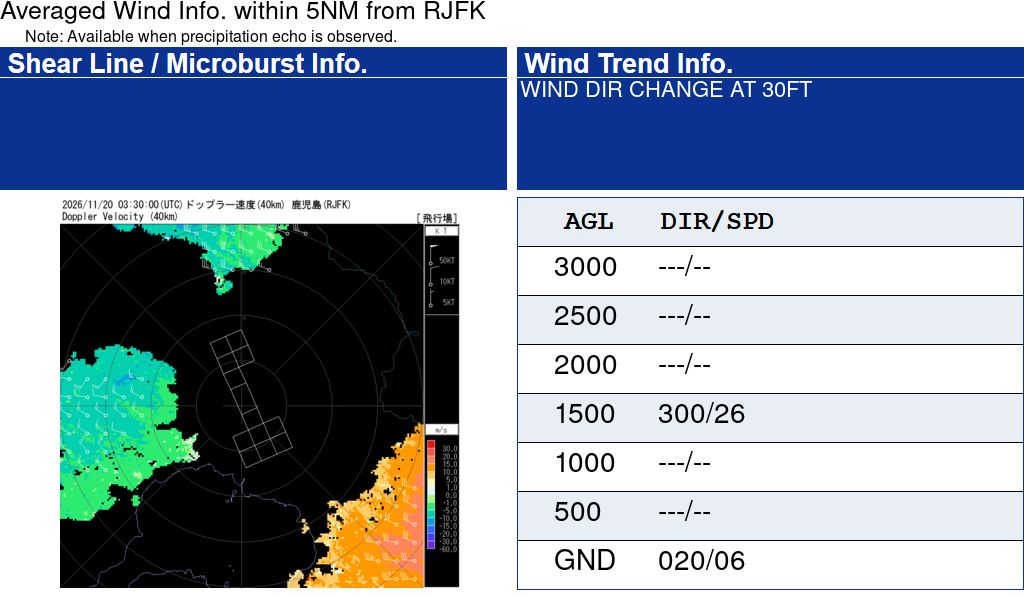 Averaged Wind Info. within 5NM from RJFK
Note: Available when precipitation echo is observed.
Shear Line / Microburst Info.
Wind Trend Info.
WIND DIR CHANGE AT 30FT
2026/11/20 03:30:00(UTC) ドップラー速度(40km) 鹿児島(RJFK)
Doppler Velocity (40km)
[飛行場]
KT
50KT
10KT
5KT
m/s
30.0
20.0
15.0
10.0
5.0
1.0
0.0
-1.0
-5.0
-10.0
-15.0
-20.0
-30.0
-60.0
AGL DIR/SPD
3000 ---/--
2500 ---/--
2000 ---/--
1500 300/26
1000 ---/--
500 ---/--
GND 020/06